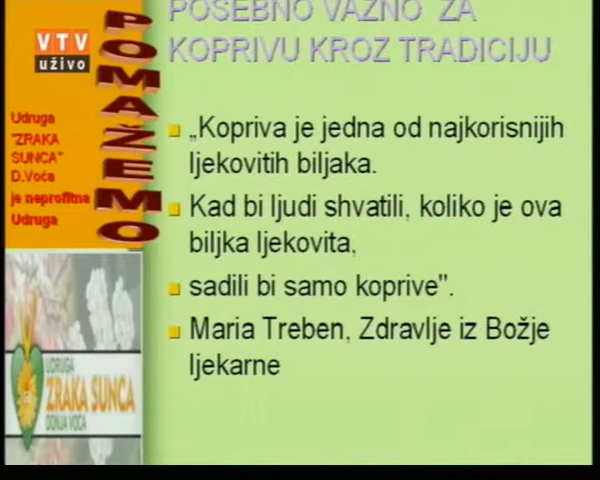 POSEBNO VAŽNO ZA
KOPRIVU KROZ TRADICIJU
VTV
uživo
POMAŽEMO
Udruga
"ZRAKA
SUNCA"
D.Voća
je neprofitna
Udruga
„Kopriva je jedna od najkorisnijih
ljekovitih biljaka.
Kad bi ljudi shvatili, koliko je ova
biljka ljekovita,
sadili bi samo koprive".
Maria Treben, Zdravlje iz Božje
ljekarne
UDRUGA
ZRAKA SUNCA
DONJA VOĆA